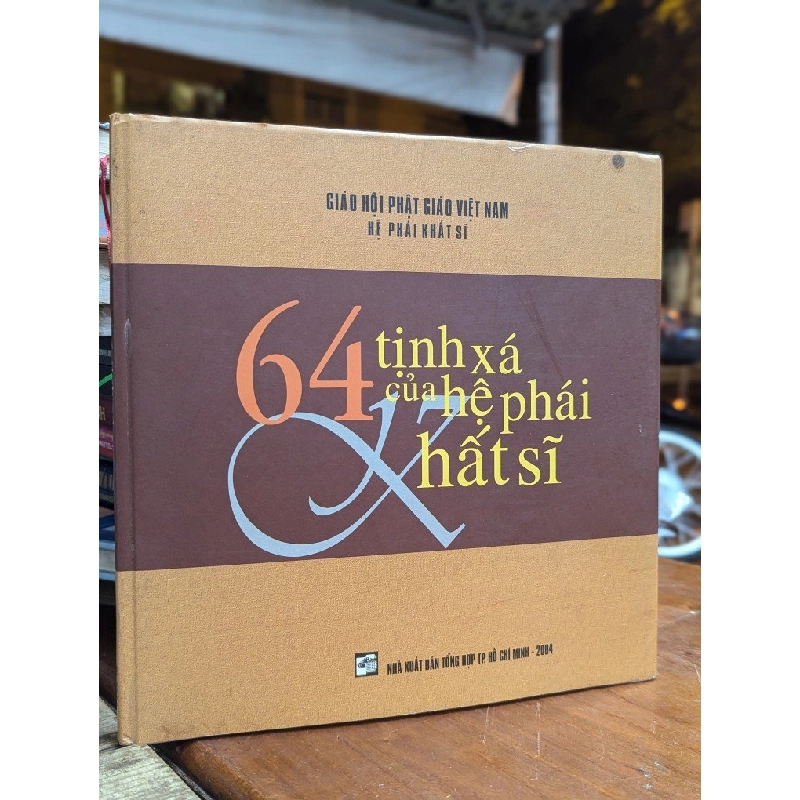 GIÁO HỘI PHẬT GIÁO VIỆT NAM
HỆ PHÁI KHẤT SĨ
64 tịnh xá
của hệ phái
Khất sĩ
NHÀ XUẤT BẢN TỔNG HỢP TP. HỒ CHÍ MINH - 2004